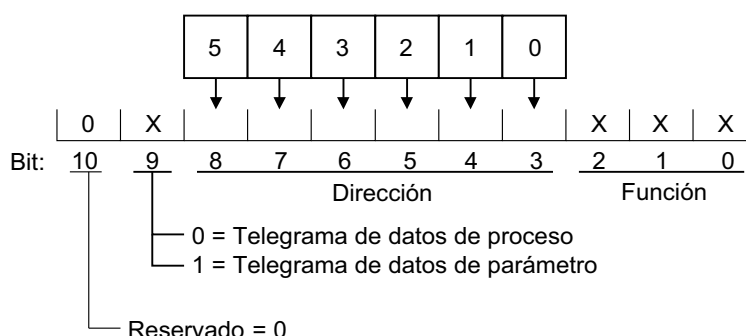 5 4 3 2 1 0
0 X X X X
Bit: 10 9 8 7 6 5 4 3 2 1 0
Dirección Función
0 = Telegrama de datos de proceso
1 = Telegrama de datos de parámetro
Reservado = 0